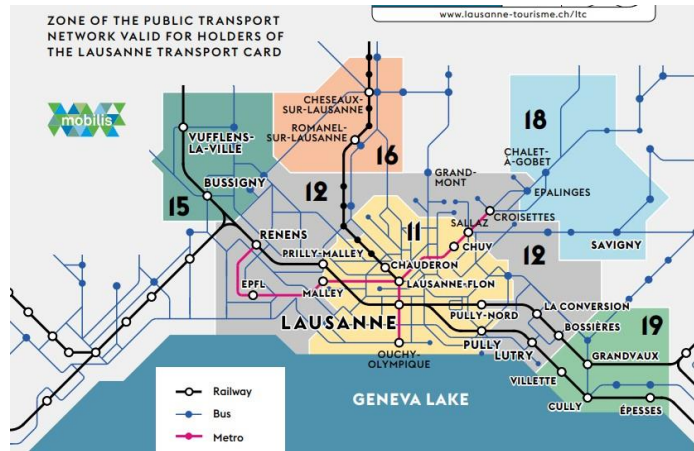 ZONE OF THE PUBLIC TRANSPORT
NETWORK VALID FOR HOLDERS OF
THE LAUSANNE TRANSPORT CARD
www.lausanne-tourisme.ch/ltc
mobilis
CHESEAUX-
SUR-LAUSANNE
ROMANEL-
SUR-LAUSANNE
18
VUFFLENS-
LA-VILLE
16
CHALET-
À-GOBET
GRAND-
MONT
BUSSIGNY
12
EPALINGES
15
11
CROISETTES
SALLAZ
RENENS
CHUV
SAVIGNY
PRILLY-MALLEY
12
CHAUDERON
EPFL
MALLEY
LAUSANNE-FLON
LAUSANNE
PULLY-NORD
LA CONVERSION
BOSSIÈRES
19
OUCHY-
OLYMPIQUE
PULLY
LUTRY
GRANDVAUX
VILLETTE
CULLY
ÉPESSES
GENEVA LAKE
Railway
Bus
Metro